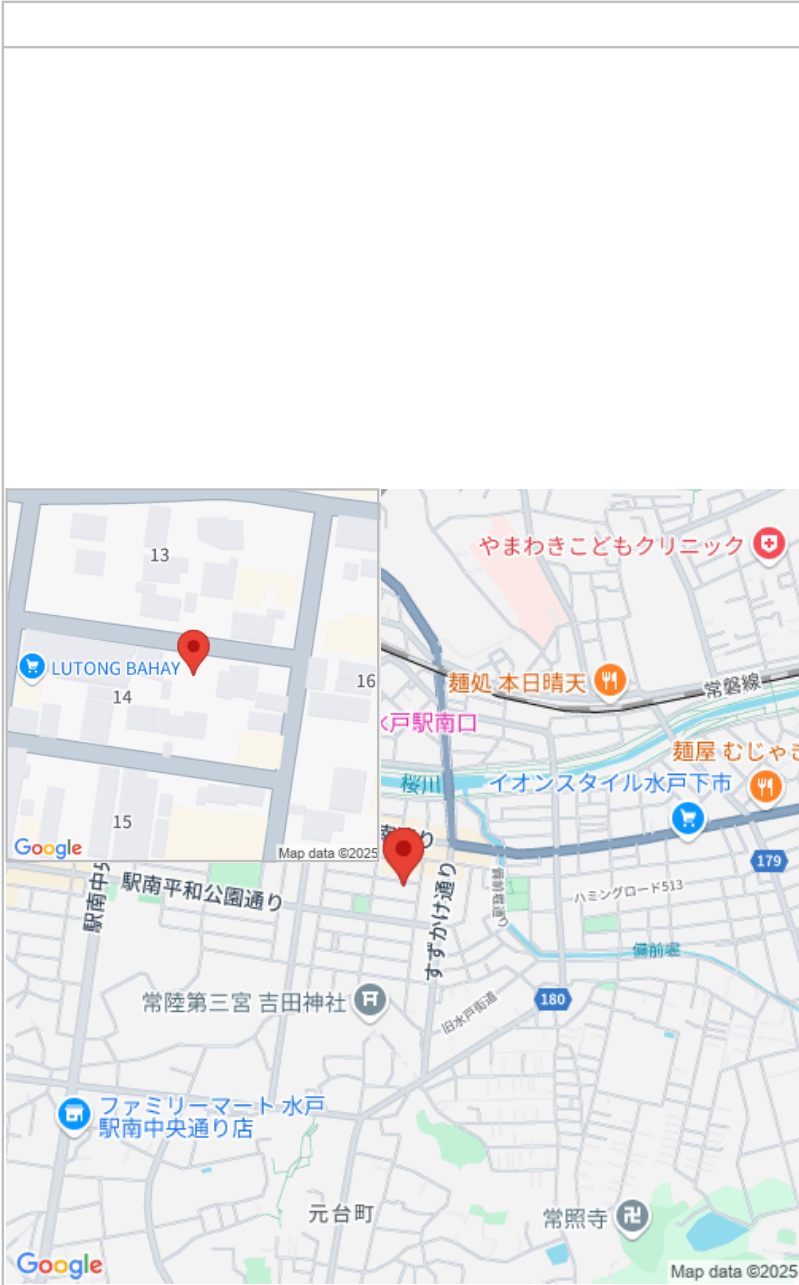 13
LUTONG BAHAY
14
16
15
Google
Map data ©2025
やまわきこどもクリニック
麺処 本日晴天
常磐線
水戸駅南口
麺屋 むじゃき
桜川
イオンスタイル水戸下市
179
駅南平和公園通り
すずかけ通り
備前堀通り
ハミングロード513
備前堀
常陸第三宮 吉田神社
180
旧水戸街道
ファミリーマート 水戸
駅南中央通り店
元台町
常照寺
Google
Map data ©2025